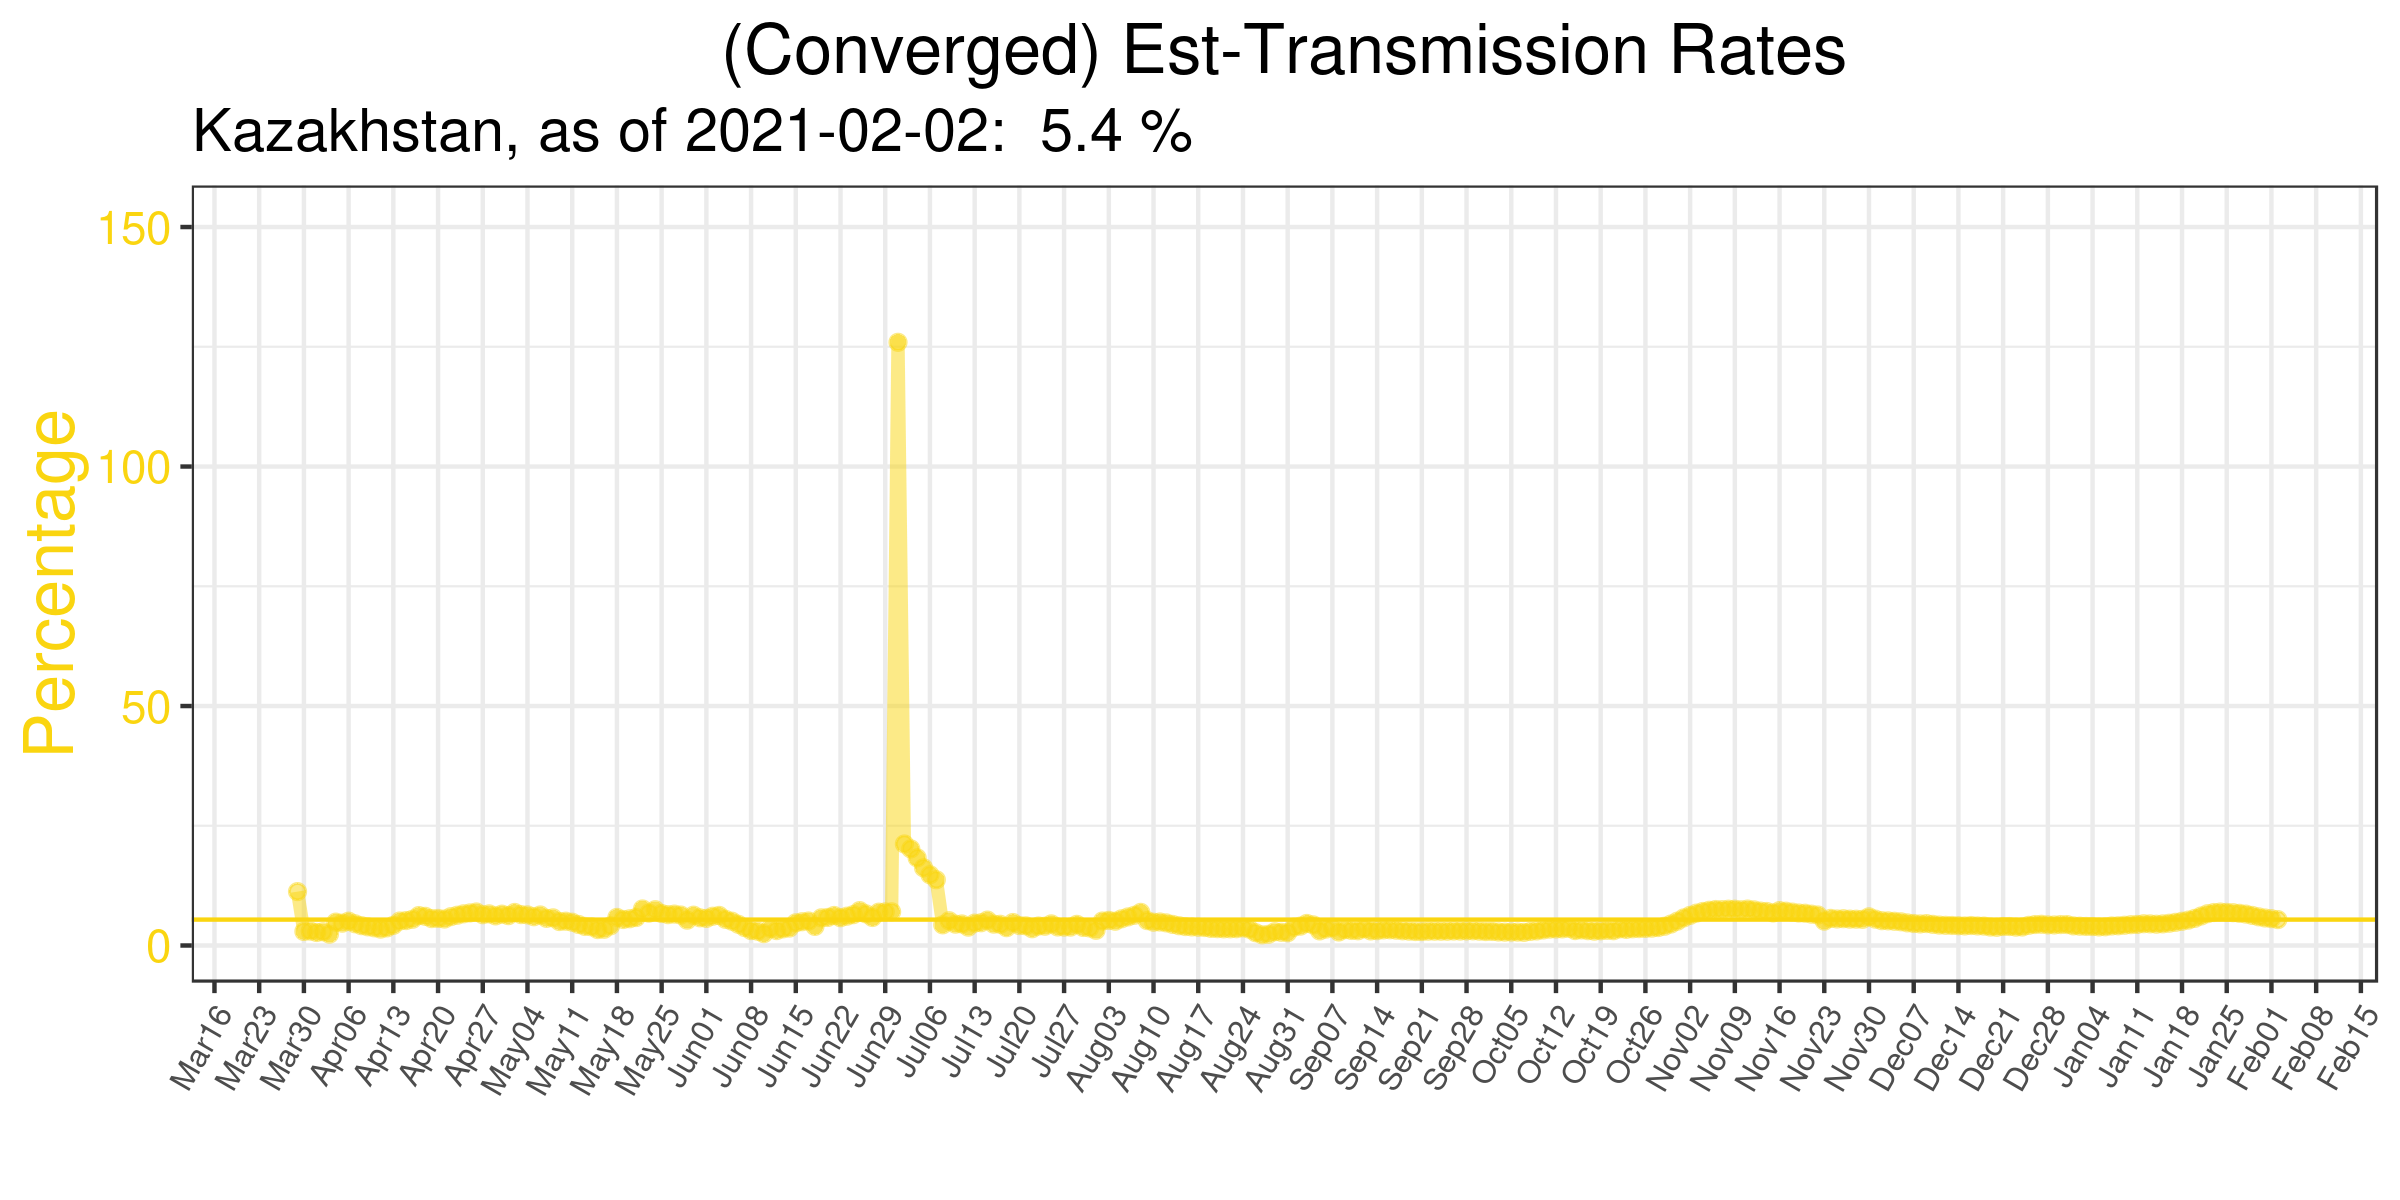 (Converged) Est-Transmission Rates
Kazakhstan, as of 2021-02-02:  5.4 %
Percentage
150
100
50
0
Mar16
Mar23
Mar30
Apr06
Apr13
Apr20
Apr27
May04
May11
May18
May25
Jun01
Jun08
Jun15
Jun22
Jun29
Jul06
Jul13
Jul20
Jul27
Aug03
Aug10
Aug17
Aug24
Aug31
Sep07
Sep14
Sep21
Sep28
Oct05
Oct12
Oct19
Oct26
Nov02
Nov09
Nov16
Nov23
Nov30
Dec07
Dec14
Dec21
Dec28
Jan04
Jan11
Jan18
Jan25
Feb01
Feb08
Feb15